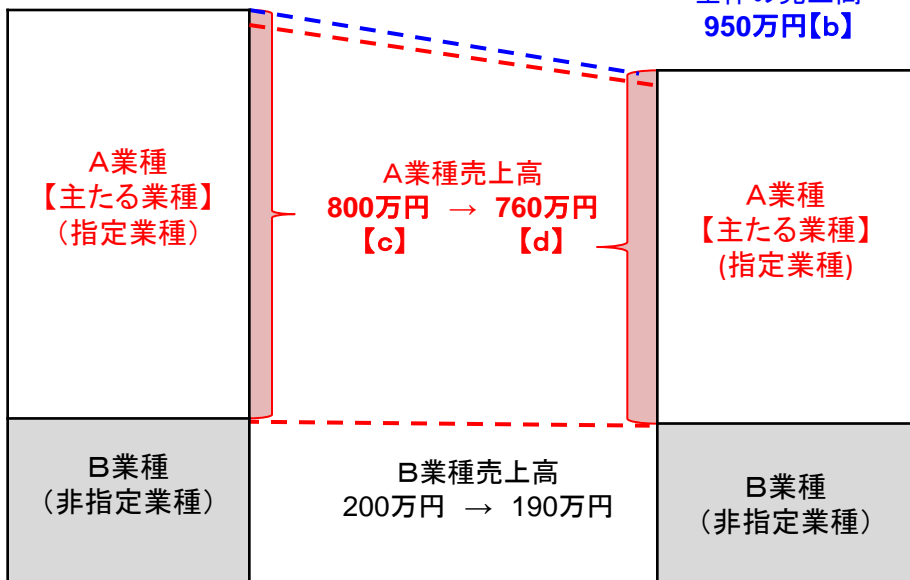 950万円【b】
A業種
【主たる業種】
（指定業種）
A業種売上高
800万円 → 760万円
【c】 【d】
A業種
【主たる業種】
(指定業種)
B業種
（非指定業種）
B業種売上高
200万円 → 190万円
B業種
（非指定業種）